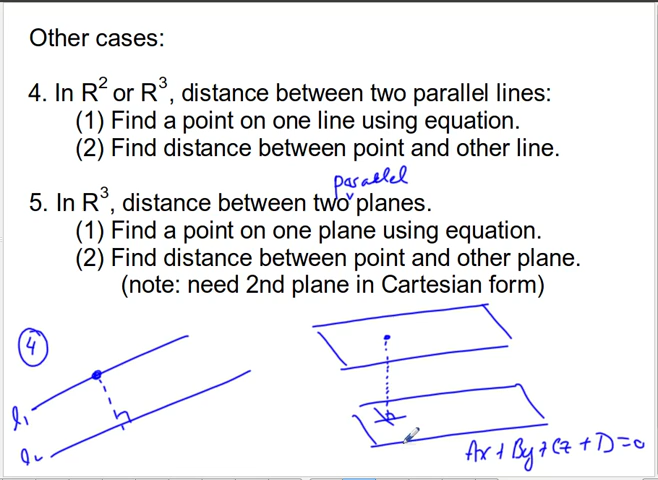 Other cases:
4. In R² or R³, distance between two parallel lines:
(1) Find a point on one line using equation.
(2) Find distance between point and other line.
parallel
5. In R³, distance between two planes.
(1) Find a point on one plane using equation.
(2) Find distance between point and other plane.
(note: need 2nd plane in Cartesian form)
4
l₁
l₂
Ax + By + Cz + D = 0